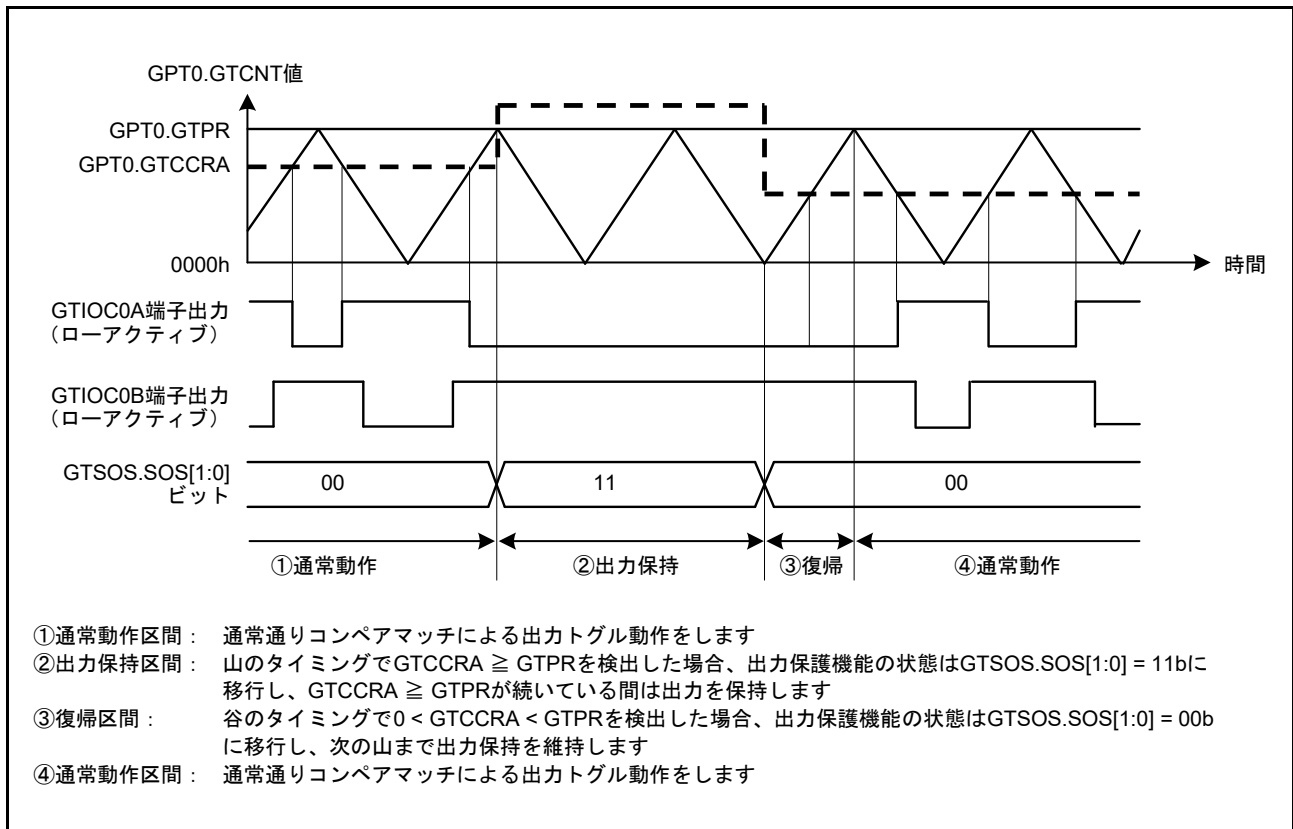 GPT0.GTCNT値
GPT0.GTPR
GPT0.GTCCRA
0000h
時間
GTIOC0A端子出力
（ローアクティブ）
GTIOC0B端子出力
（ローアクティブ）
GTSOS.SOS[1:0]
ビット
00
11
00
①通常動作
②出力保持
③復帰
④通常動作
①通常動作区間： 通常通りコンペアマッチによる出力トグル動作をします
②出力保持区間： 山のタイミングでGTCCRA ≧ GTPRを検出した場合、出力保護機能の状態はGTSOS.SOS[1:0] = 11bに
移行し、GTCCRA ≧ GTPRが続いている間は出力を保持します
③復帰区間： 谷のタイミングで0 < GTCCRA < GTPRを検出した場合、出力保護機能の状態はGTSOS.SOS[1:0] = 00b
に移行し、次の山まで出力保持を維持します
④通常動作区間： 通常通りコンペアマッチによる出力トグル動作をします